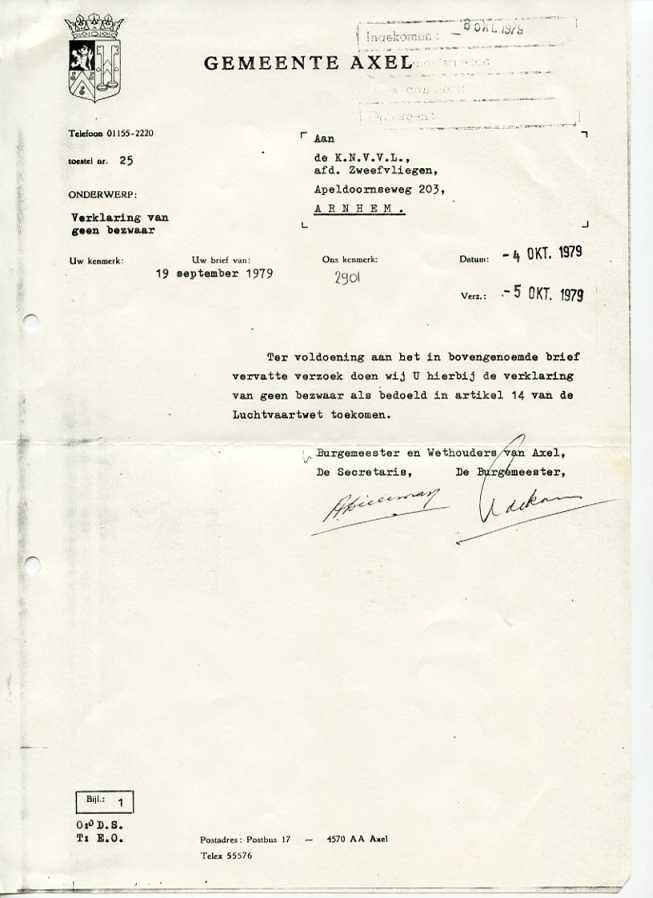 Ingekomen: 8 OKT. 1979
GEMEENTE AXEL
Telefoon 01155-2220
toestel nr. 25
ONDERWERP:
Verklaring van
geen bezwaar
Aan
de K.N.V.V.L.,
afd. Zweefvliegen,
Apeldoornseweg 203,
ARNHEM.
Uw kenmerk: Uw brief van: Ons kenmerk: Datum: -4 OKT. 1979
19 september 1979 2901
Verz.: -5 OKT. 1979
Ter voldoening aan het in bovengenoemde brief
vervatte verzoek doen wij U hierbij de verklaring
van geen bezwaar als bedoeld in artikel 14 van de
Luchtvaartwet toekomen.
Burgemeester en Wethouders van Axel,
De Secretaris, De Burgemeester,
Bijl.: 1
O:D.S.
T: E.O.
Postadres: Postbus 17 — 4570 AA Axel
Telex 55576